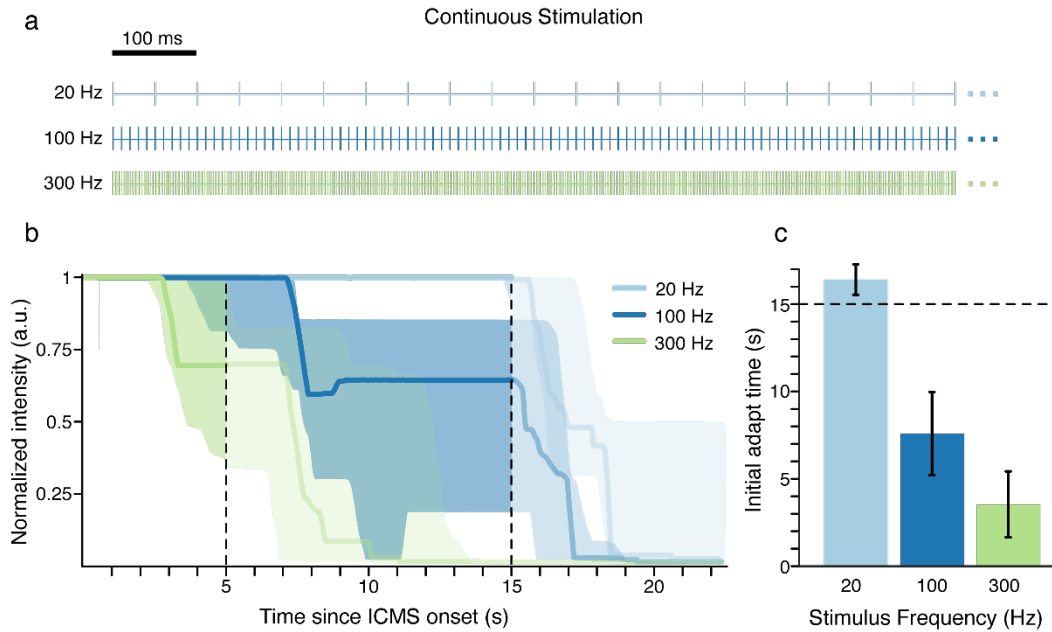 a
Continuous Stimulation
100 ms
20 Hz
100 Hz
300 Hz
b
Normalized intensity (a.u.)
1
0.75
0.5
0.25
5
10
15
20
Time since ICMS onset (s)
20 Hz
100 Hz
300 Hz
c
Initial adapt time (s)
15
10
5
0
20
100
300
Stimulus Frequency (Hz)